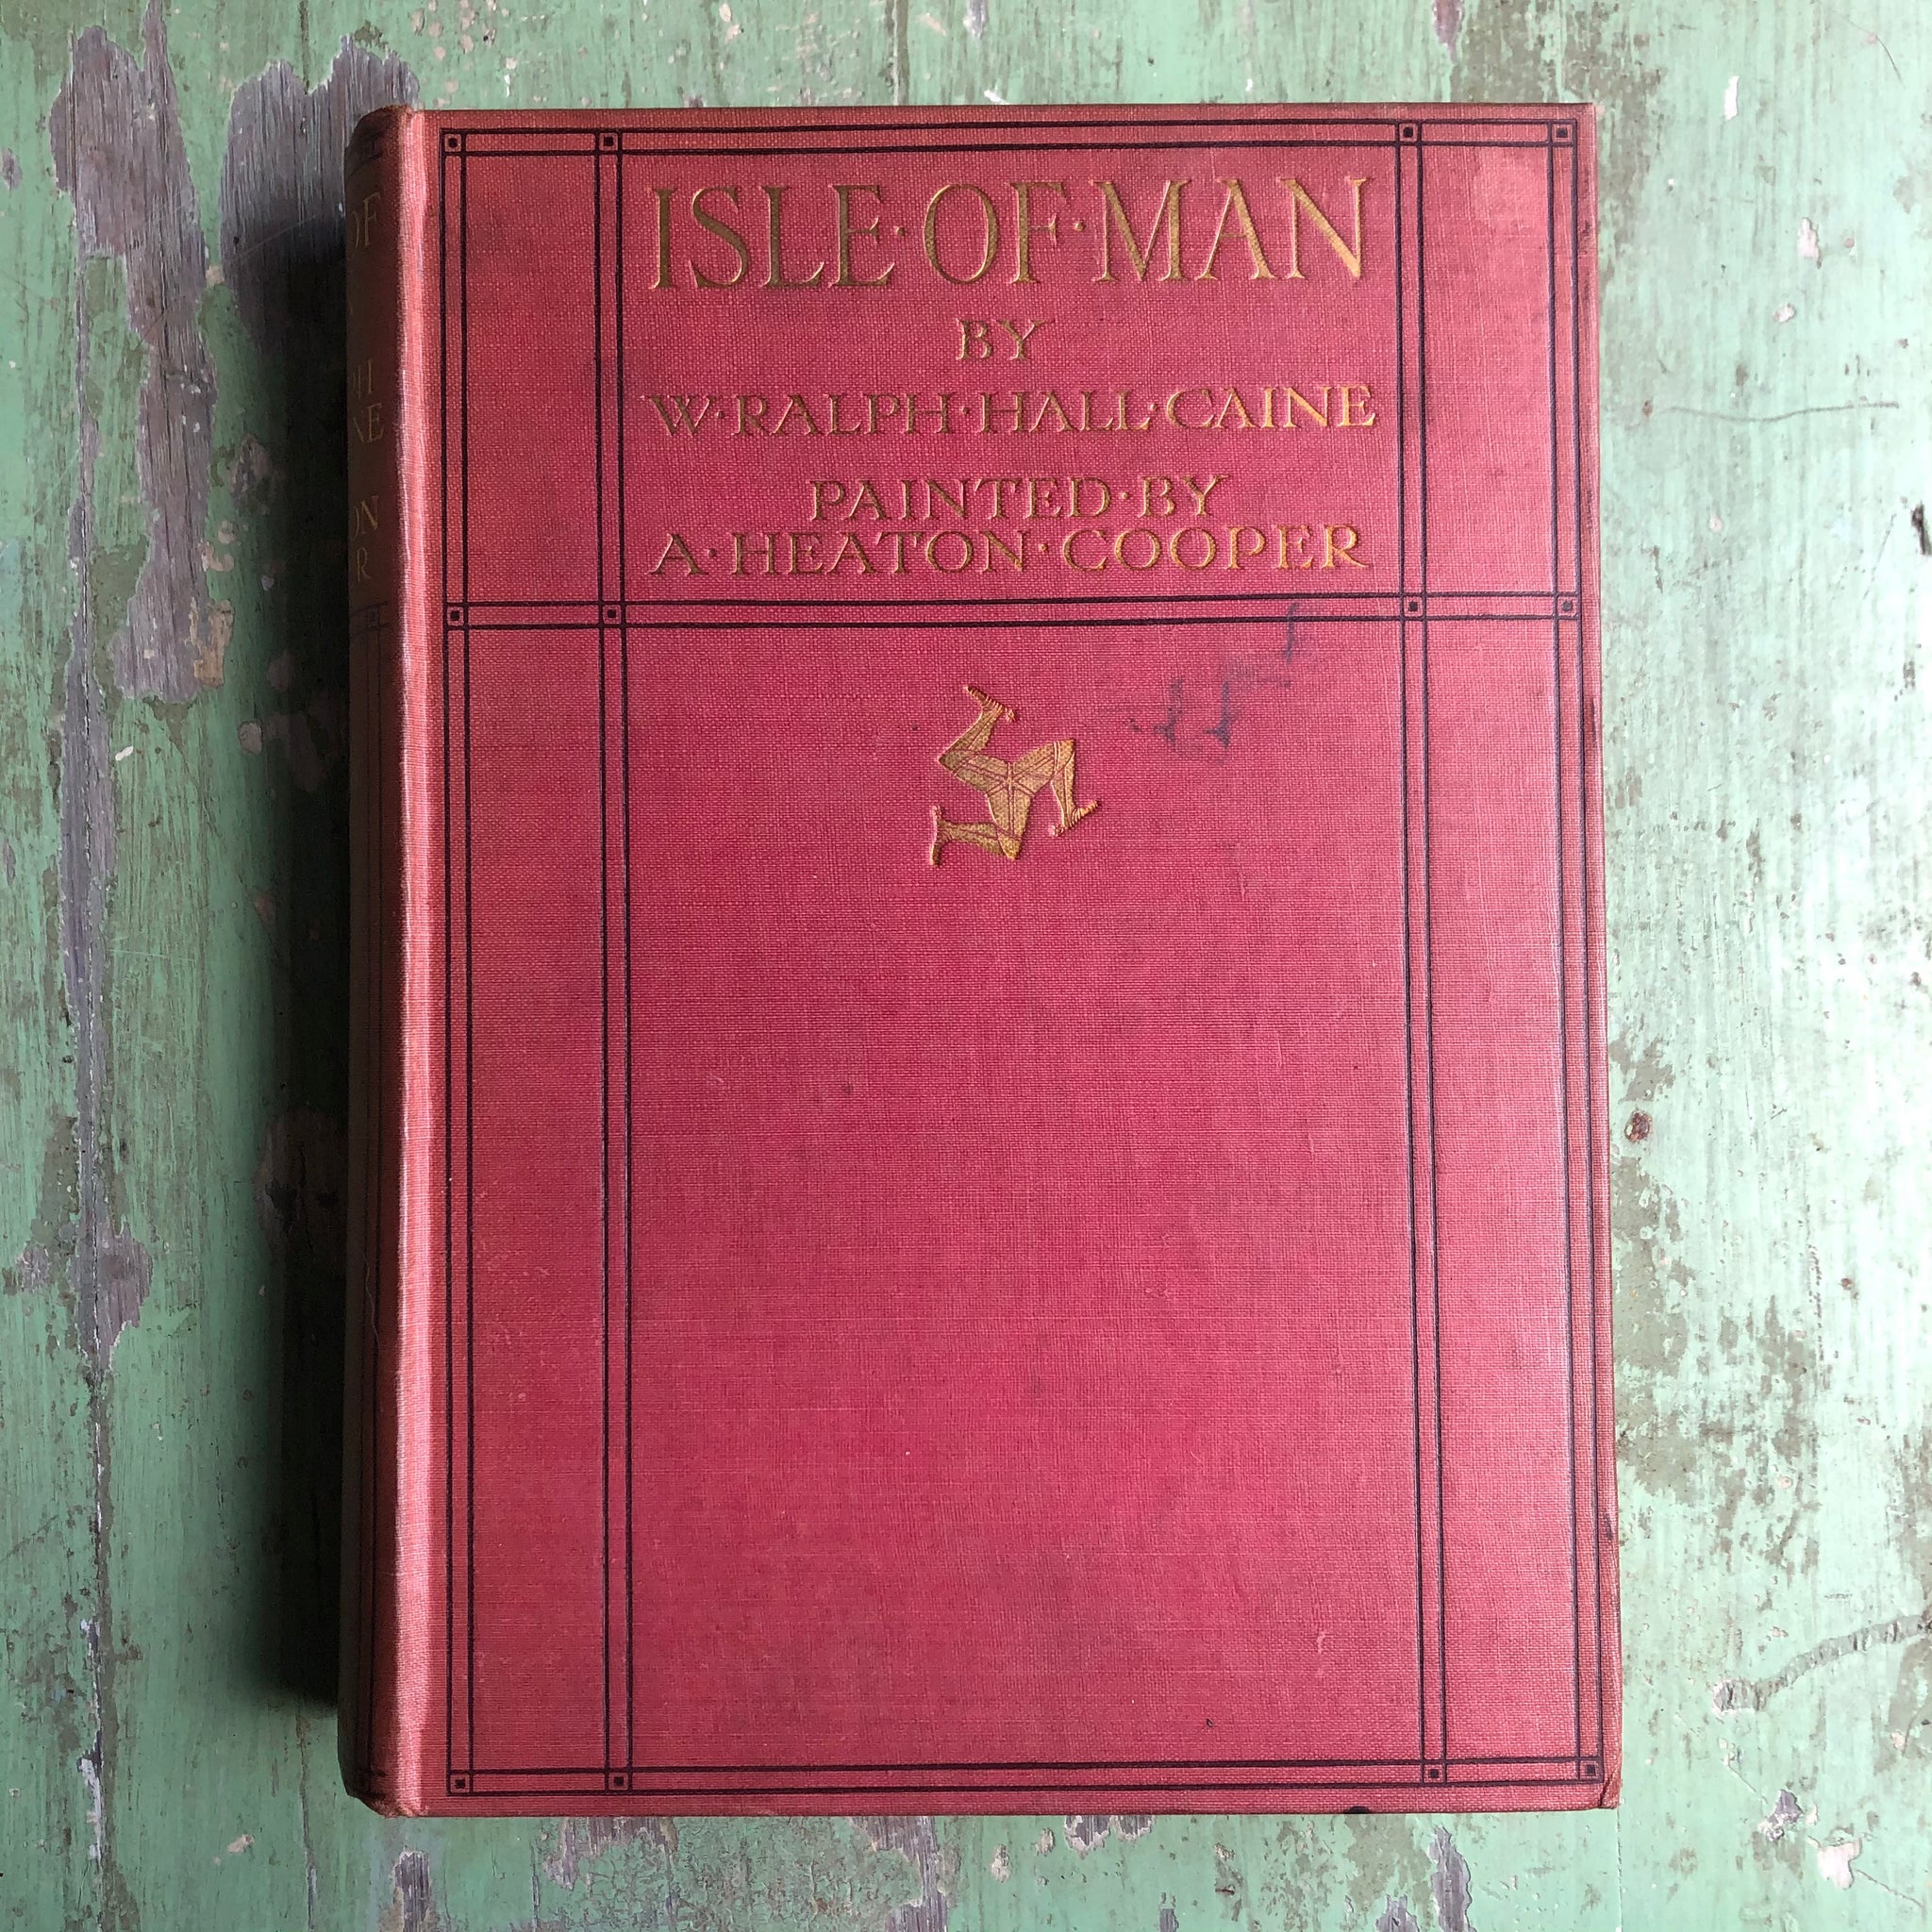 ISLE·OF·MAN
BY
W·RALPH·HALL·CAINE
PAINTED·BY
A·HEATON·COOPER